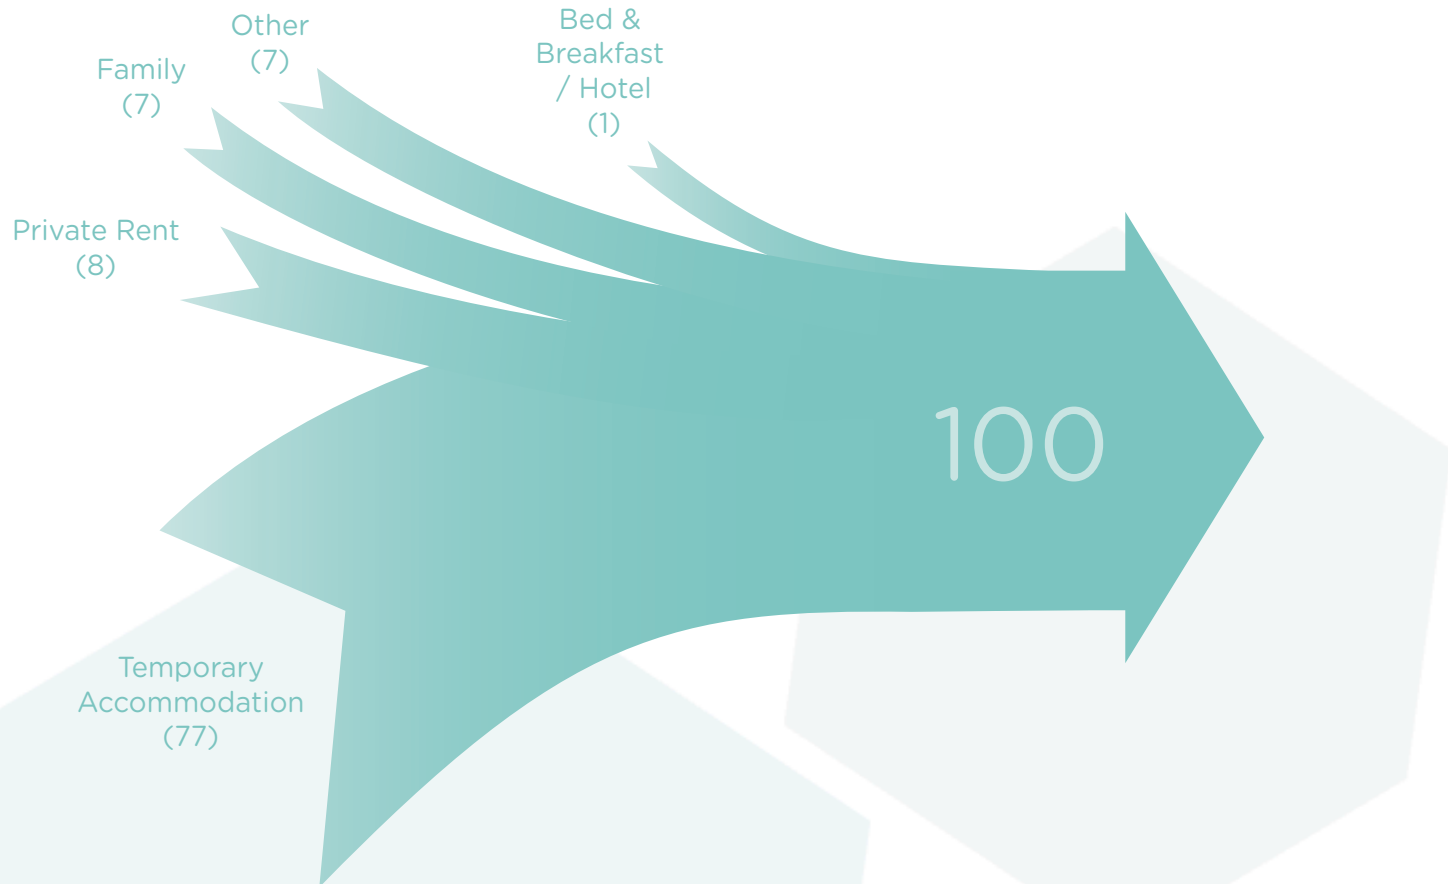 Other
(7)
Bed &
Breakfast
/ Hotel
(1)
Family
(7)
Private Rent
(8)
100
Temporary
Accommodation
(77)